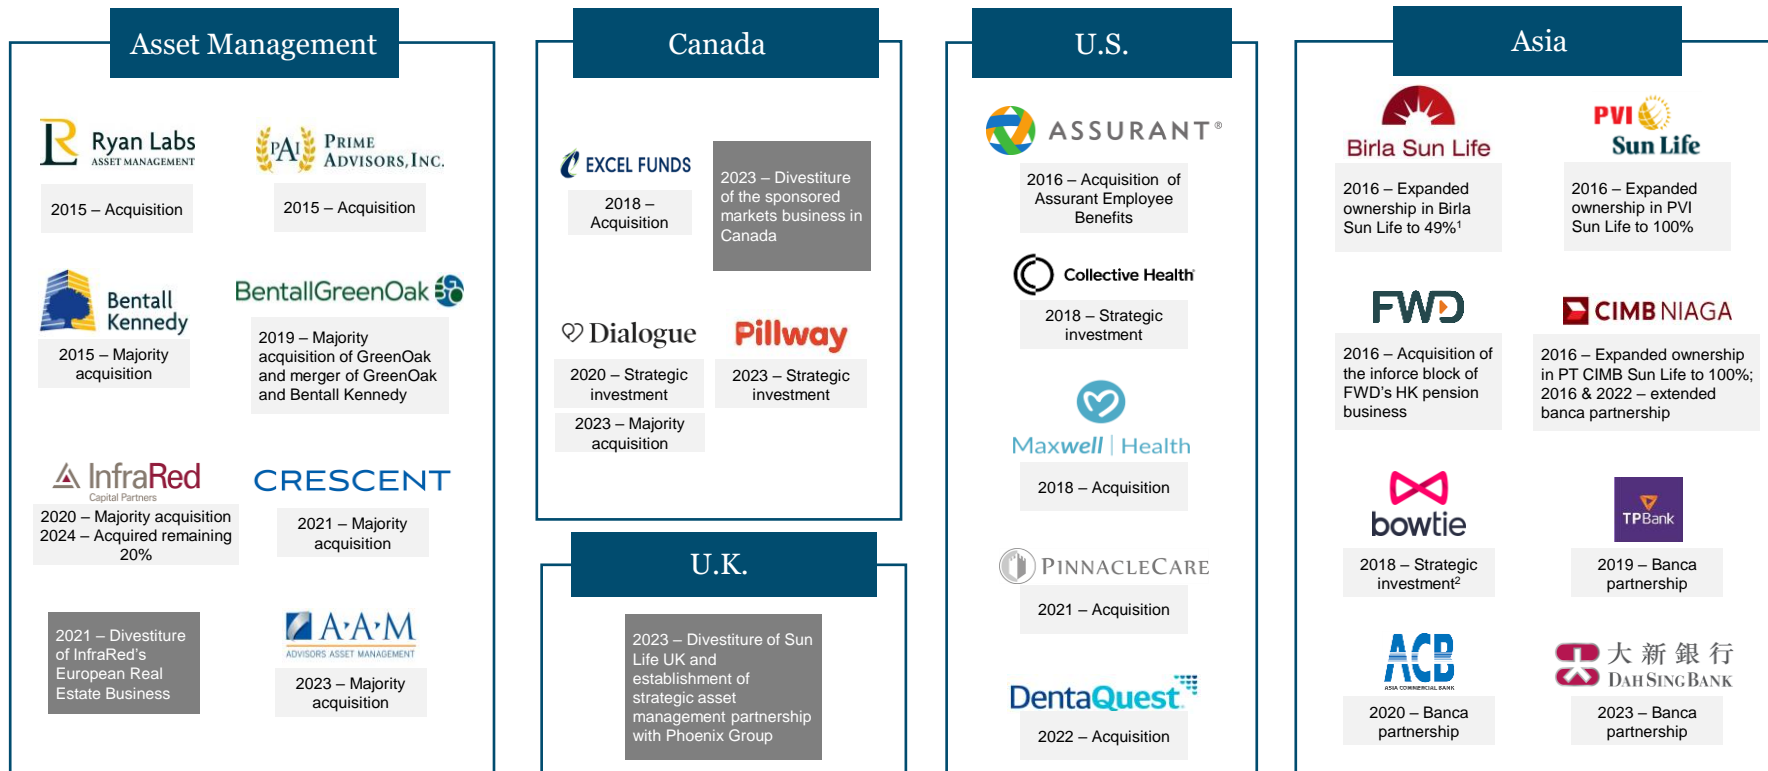 Asset Management
Ryan Labs
ASSET MANAGEMENT
2015 – Acquisition
PAI
PRIME
ADVISORS, INC.
2015 – Acquisition
Bentall
Kennedy
2015 – Majority
acquisition
BentallGreenOak
2019 – Majority
acquisition of GreenOak
and merger of GreenOak
and Bentall Kennedy
InfraRed
Capital Partners
2020 – Majority acquisition
2024 – Acquired remaining
20%
CRESCENT
2021 – Majority
acquisition
2021 – Divestiture
of InfraRed's
European Real
Estate Business
A·A·M
ADVISORS ASSET MANAGEMENT
2023 – Majority
acquisition
Canada
EXCEL FUNDS
2018 –
Acquisition
2023 – Divestiture
of the sponsored
markets business in
Canada
Dialogue
2020 – Strategic
investment
2023 – Majority
acquisition
Pillway
2023 – Strategic
investment
U.K.
2023 – Divestiture of Sun
Life UK and
establishment of
strategic asset
management partnership
with Phoenix Group
U.S.
ASSURANT®
2016 – Acquisition of
Assurant Employee
Benefits
Collective Health
2018 – Strategic
investment
Maxwell | Health
2018 – Acquisition
PINNACLECARE
2021 – Acquisition
DentaQuest
2022 – Acquisition
Asia
Birla Sun Life
2016 – Expanded
ownership in Birla
Sun Life to 49%¹
PVI
Sun Life
2016 – Expanded
ownership in PVI
Sun Life to 100%
FWD
2016 – Acquisition of
the inforce block of
FWD's HK pension
business
CIMB NIAGA
2016 – Expanded ownership
in PT CIMB Sun Life to 100%;
2016 & 2022 – extended
banca partnership
bowtie
2018 – Strategic
investment²
TPBank
2019 – Banca
partnership
ACB
ASIA COMMERCIAL BANK
2020 – Banca
partnership
大新銀行
DAH SING BANK
2023 – Banca
partnership